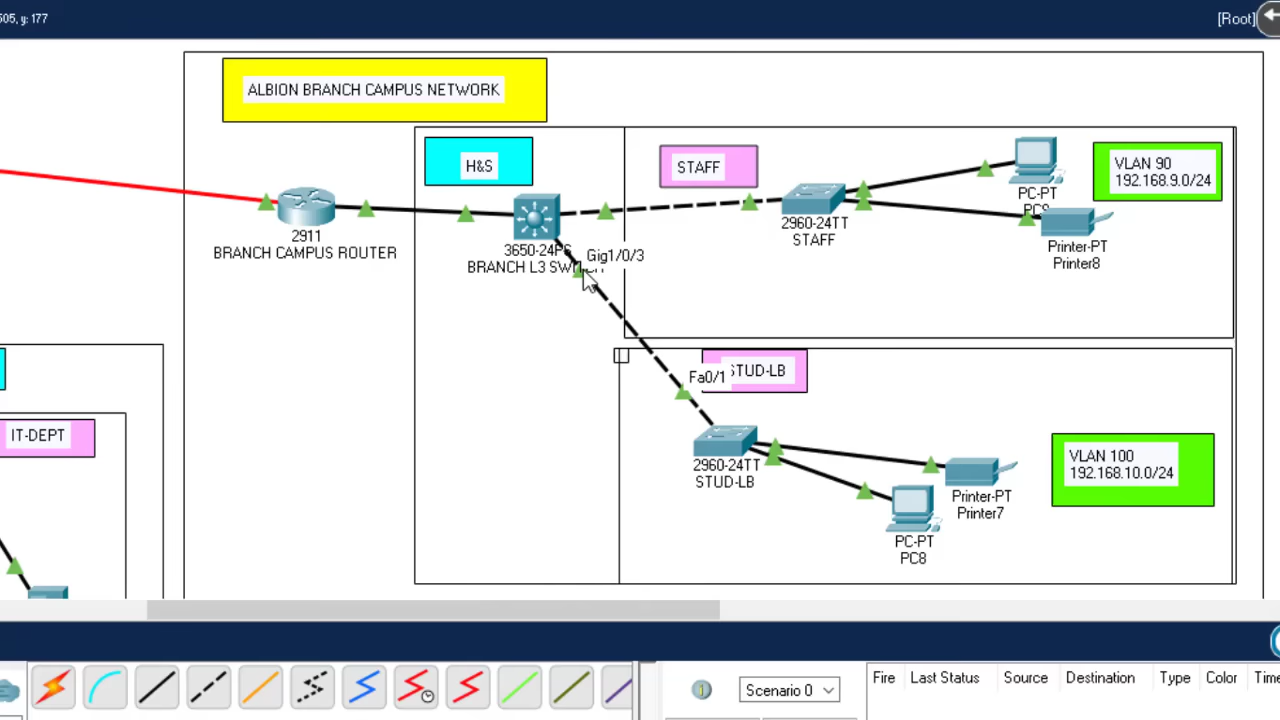 505, y: 177
[Root]
ALBION BRANCH CAMPUS NETWORK
H&S
STAFF
VLAN 90
192.168.9.0/24
PC-PT
2911
BRANCH CAMPUS ROUTER
3650-24PS
BRANCH L3 SWITCH
Gig1/0/3
2960-24TT
STAFF
Printer-PT
Printer8
Fa0/1
STUD-LB
IT-DEPT
2960-24TT
STUD-LB
Printer-PT
Printer7
PC-PT
PC8
VLAN 100
192.168.10.0/24
Scenario 0
Fire
Last Status
Source
Destination
Type
Color
Time